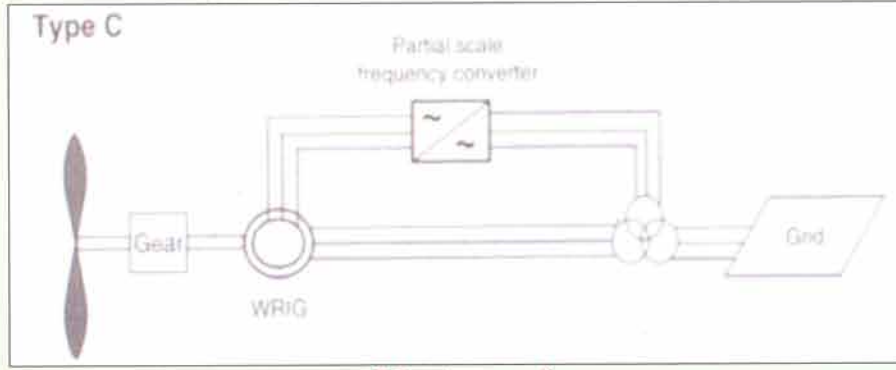 Type C
Partial scale
frequency converter
~
~
Gear
WRIG
Grid